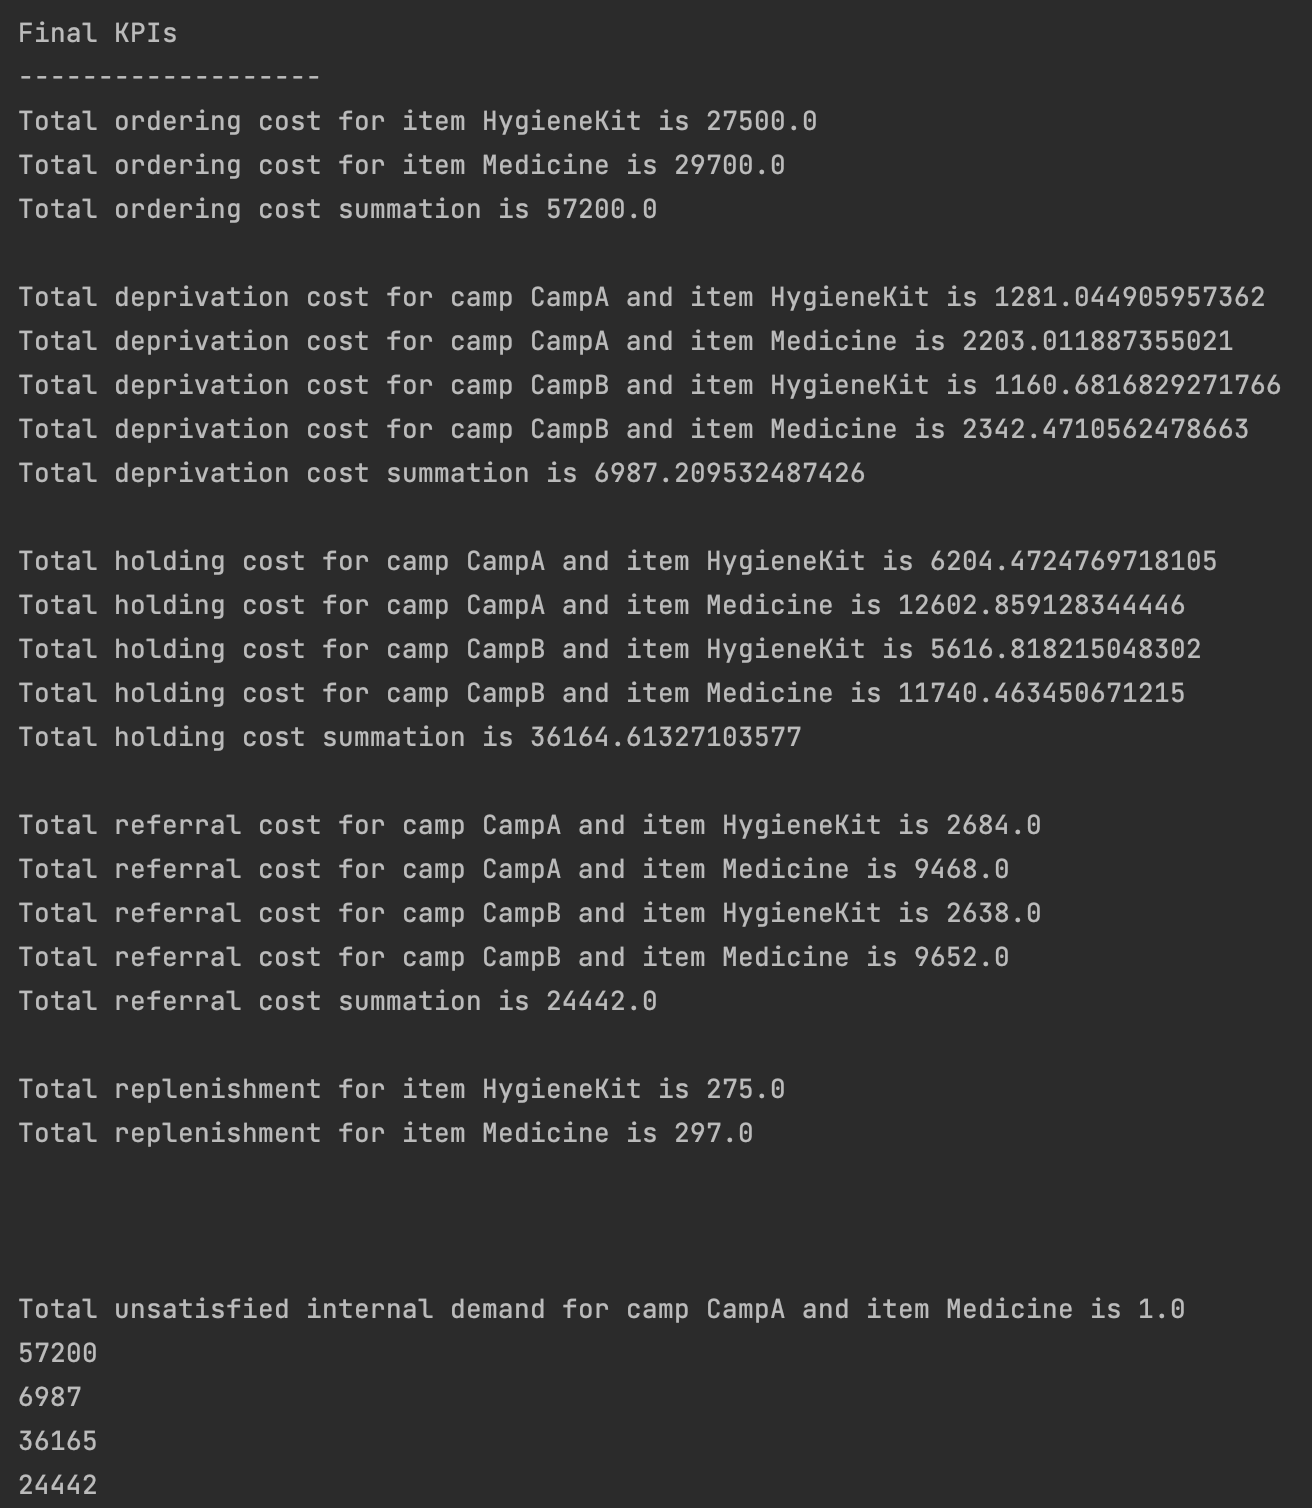 Final KPIs
-------------------
Total ordering cost for item HygieneKit is 27500.0
Total ordering cost for item Medicine is 29700.0
Total ordering cost summation is 57200.0
Total deprivation cost for camp CampA and item HygieneKit is 1281.044905957362
Total deprivation cost for camp CampA and item Medicine is 2203.011887355021
Total deprivation cost for camp CampB and item HygieneKit is 1160.6816829271766
Total deprivation cost for camp CampB and item Medicine is 2342.4710562478663
Total deprivation cost summation is 6987.209532487426
Total holding cost for camp CampA and item HygieneKit is 6204.4724769718105
Total holding cost for camp CampA and item Medicine is 12602.859128344446
Total holding cost for camp CampB and item HygieneKit is 5616.818215048302
Total holding cost for camp CampB and item Medicine is 11740.463450671215
Total holding cost summation is 36164.61327103577
Total referral cost for camp CampA and item HygieneKit is 2684.0
Total referral cost for camp CampA and item Medicine is 9468.0
Total referral cost for camp CampB and item HygieneKit is 2638.0
Total referral cost for camp CampB and item Medicine is 9652.0
Total referral cost summation is 24442.0
Total replenishment for item HygieneKit is 275.0
Total replenishment for item Medicine is 297.0
Total unsatisfied internal demand for camp CampA and item Medicine is 1.0
57200
6987
36165
24442